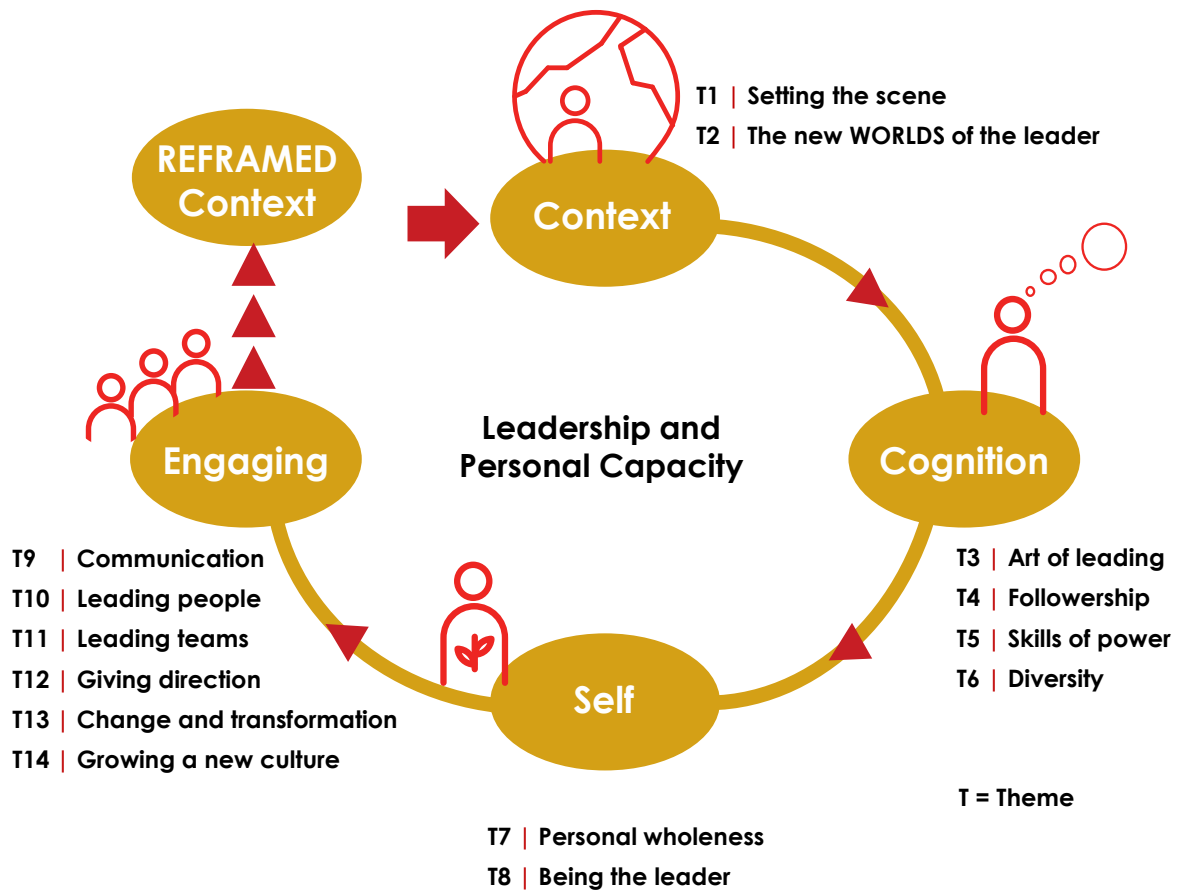 T1 | Setting the scene
T2 | The new WORLDS of the leader
REFRAMED
Context
Context
Leadership and
Personal Capacity
Engaging
Cognition
T3 | Art of leading
T4 | Followership
T5 | Skills of power
T6 | Diversity
T9 | Communication
T10 | Leading people
T11 | Leading teams
T12 | Giving direction
T13 | Change and transformation
T14 | Growing a new culture
Self
T = Theme
T7 | Personal wholeness
T8 | Being the leader